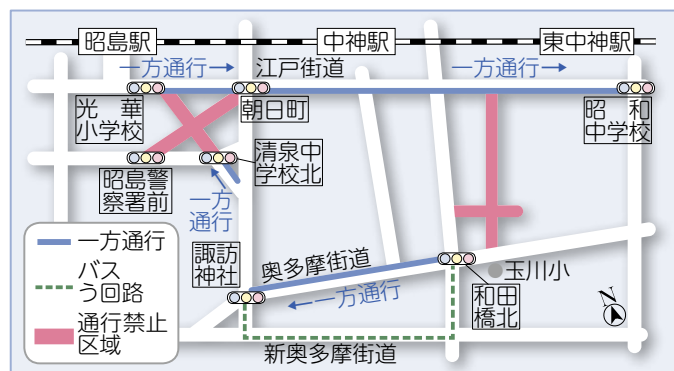 昭島駅
中神駅
東中神駅
一方通行
江戸街道
一方通行
光華
小学校
朝日町
昭和
中学校
昭島警
察署前
清泉中
学校北
一方
通行
諏訪
神社
奥多摩街道
一方通行
和田
橋北
玉川小
新奥多摩街道
N
一方通行
バス
う回路
通行禁止
区域